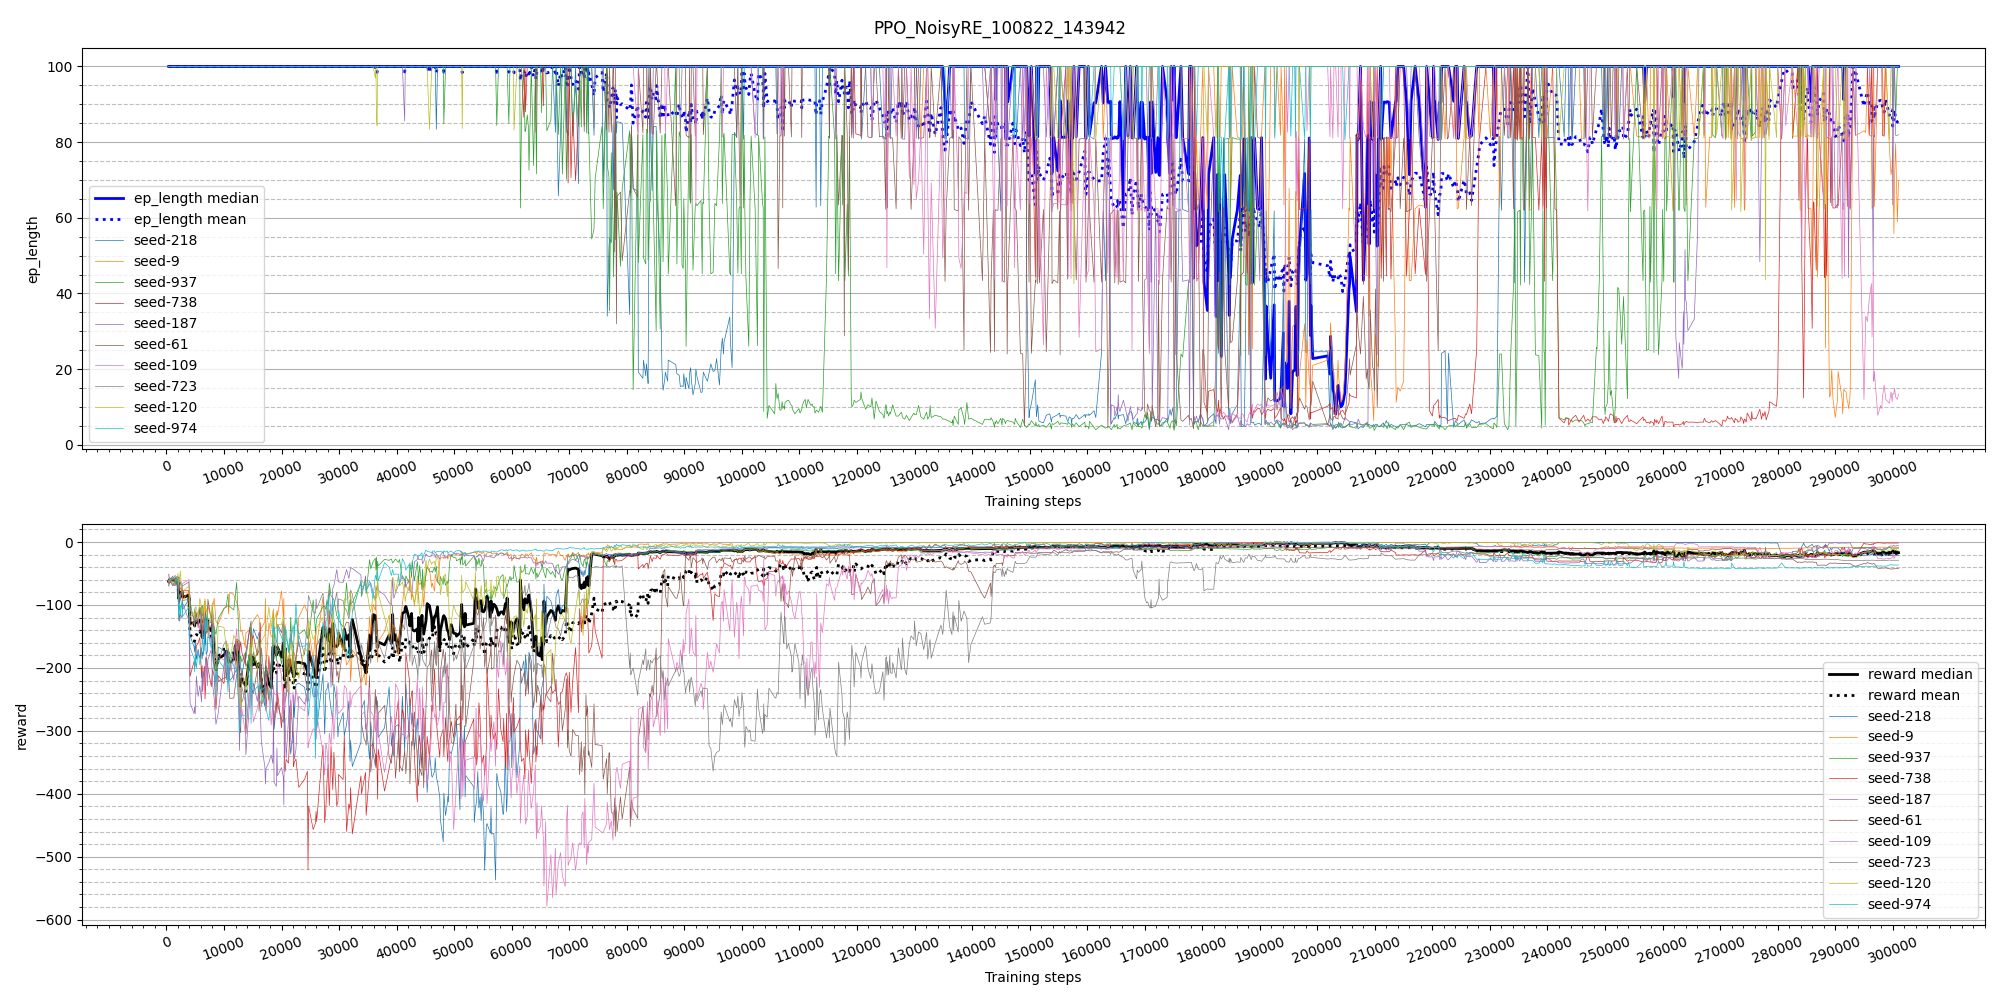 PPO_NoisyRE_100822_143942
ep_length
100
80
60
40
20
0
ep_length median
ep_length mean
seed-218
seed-9
seed-937
seed-738
seed-187
seed-61
seed-109
seed-723
seed-120
seed-974
0 10000 20000 30000 40000 50000 60000 70000 80000 90000 100000 110000 120000 130000 140000 150000 160000 170000 180000 190000 200000 210000 220000 230000 240000 250000 260000 270000 280000 290000 300000
Training steps
reward
0
−100
−200
−300
−400
−500
−600
reward median
reward mean
seed-218
seed-9
seed-937
seed-738
seed-187
seed-61
seed-109
seed-723
seed-120
seed-974
0 10000 20000 30000 40000 50000 60000 70000 80000 90000 100000 110000 120000 130000 140000 150000 160000 170000 180000 190000 200000 210000 220000 230000 240000 250000 260000 270000 280000 290000 300000
Training steps